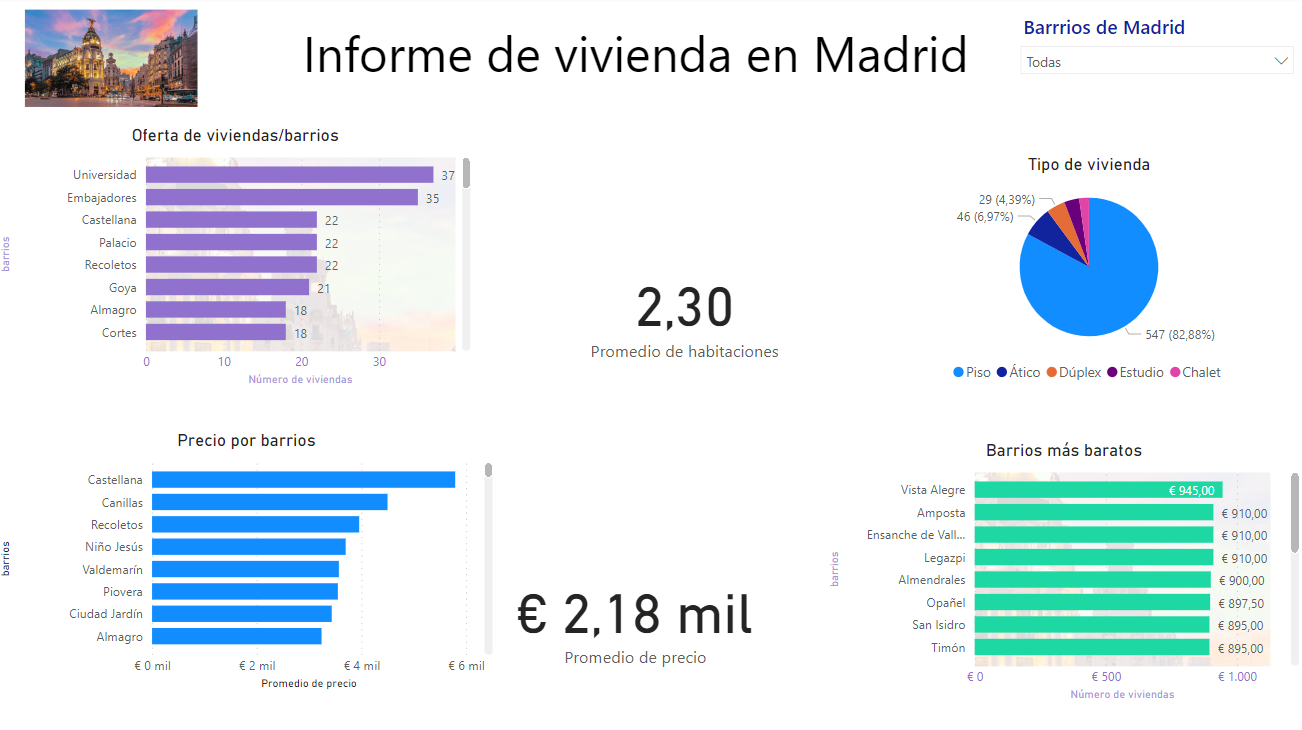 Informe de vivienda en Madrid
Barrrios de Madrid
Todas
Oferta de viviendas/barrios
barrios
Universidad 37
Embajadores 35
Castellana 22
Palacio 22
Recoletos 22
Goya 21
Almagro 18
Cortes 18
0 10 20 30
Número de viviendas
2,30
Promedio de habitaciones
Tipo de vivienda
29 (4,39%)
46 (6,97%)
547 (82,88%)
Piso Ático Dúplex Estudio Chalet
Precio por barrios
barrios
Castellana
Canillas
Recoletos
Niño Jesús
Valdemarín
Piovera
Ciudad Jardín
Almagro
€ 0 mil € 2 mil € 4 mil € 6 mil
Promedio de precio
€ 2,18 mil
Promedio de precio
Barrios más baratos
barrios
Vista Alegre € 945,00
Amposta € 910,00
Ensanche de Vall... € 910,00
Legazpi € 910,00
Almendrales € 900,00
Opañel € 897,50
San Isidro € 895,00
Timón € 895,00
€ 0 € 500 € 1.000
Número de viviendas